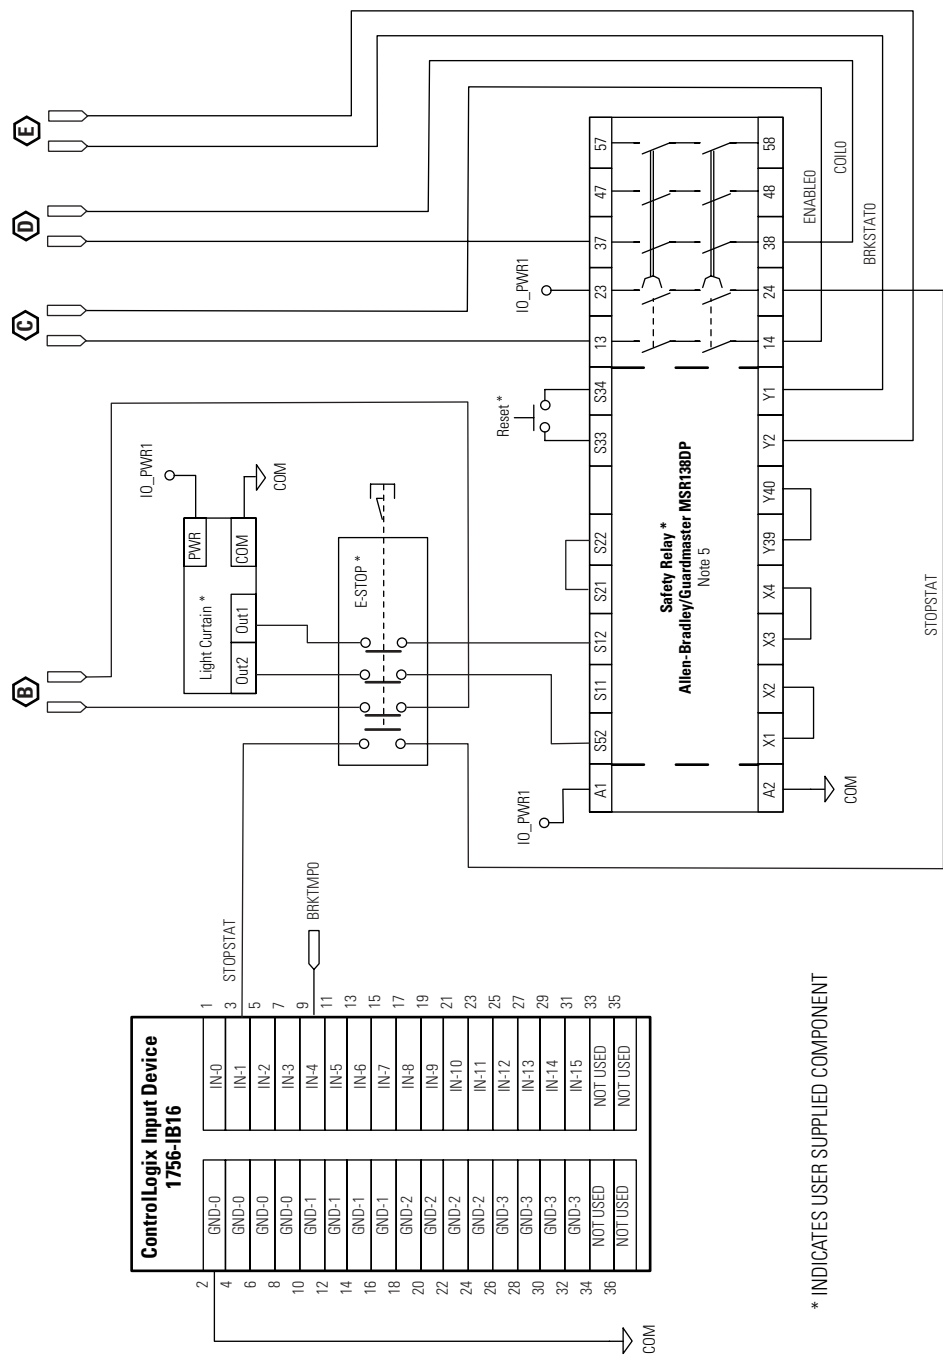 E
D
C
B
IO_PWR1
PWR
COM
COM
Light Curtain *
Out1
Out2
E-STOP *
Reset *
IO_PWR1
IO_PWR1
A1
S52
S11
S12
S21
S22
S33
S34
13
23
37
47
57
Safety Relay *
Allen-Bradley/Guardmaster MSR138DP
Note 5
A2
X1
X2
X3
X4
Y39
Y40
Y2
Y1
14
24
38
48
58
COM
ENABLE0
COIL0
BRKSTAT0
STOPSTAT
STOPSTAT
BRKTMP0
ControlLogix Input Device
1756-IB16
2 GND-0 IN-0 1
4 GND-0 IN-1 3
6 GND-0 IN-2 5
8 GND-0 IN-3 7
10 GND-1 IN-4 9
12 GND-1 IN-5 11
14 GND-1 IN-6 13
16 GND-1 IN-7 15
18 GND-2 IN-8 17
20 GND-2 IN-9 19
22 GND-2 IN-10 21
24 GND-2 IN-11 23
26 GND-3 IN-12 25
28 GND-3 IN-13 27
30 GND-3 IN-14 29
32 GND-3 IN-15 31
34 NOT USED NOT USED 33
36 NOT USED NOT USED 35
COM
* INDICATES USER SUPPLIED COMPONENT